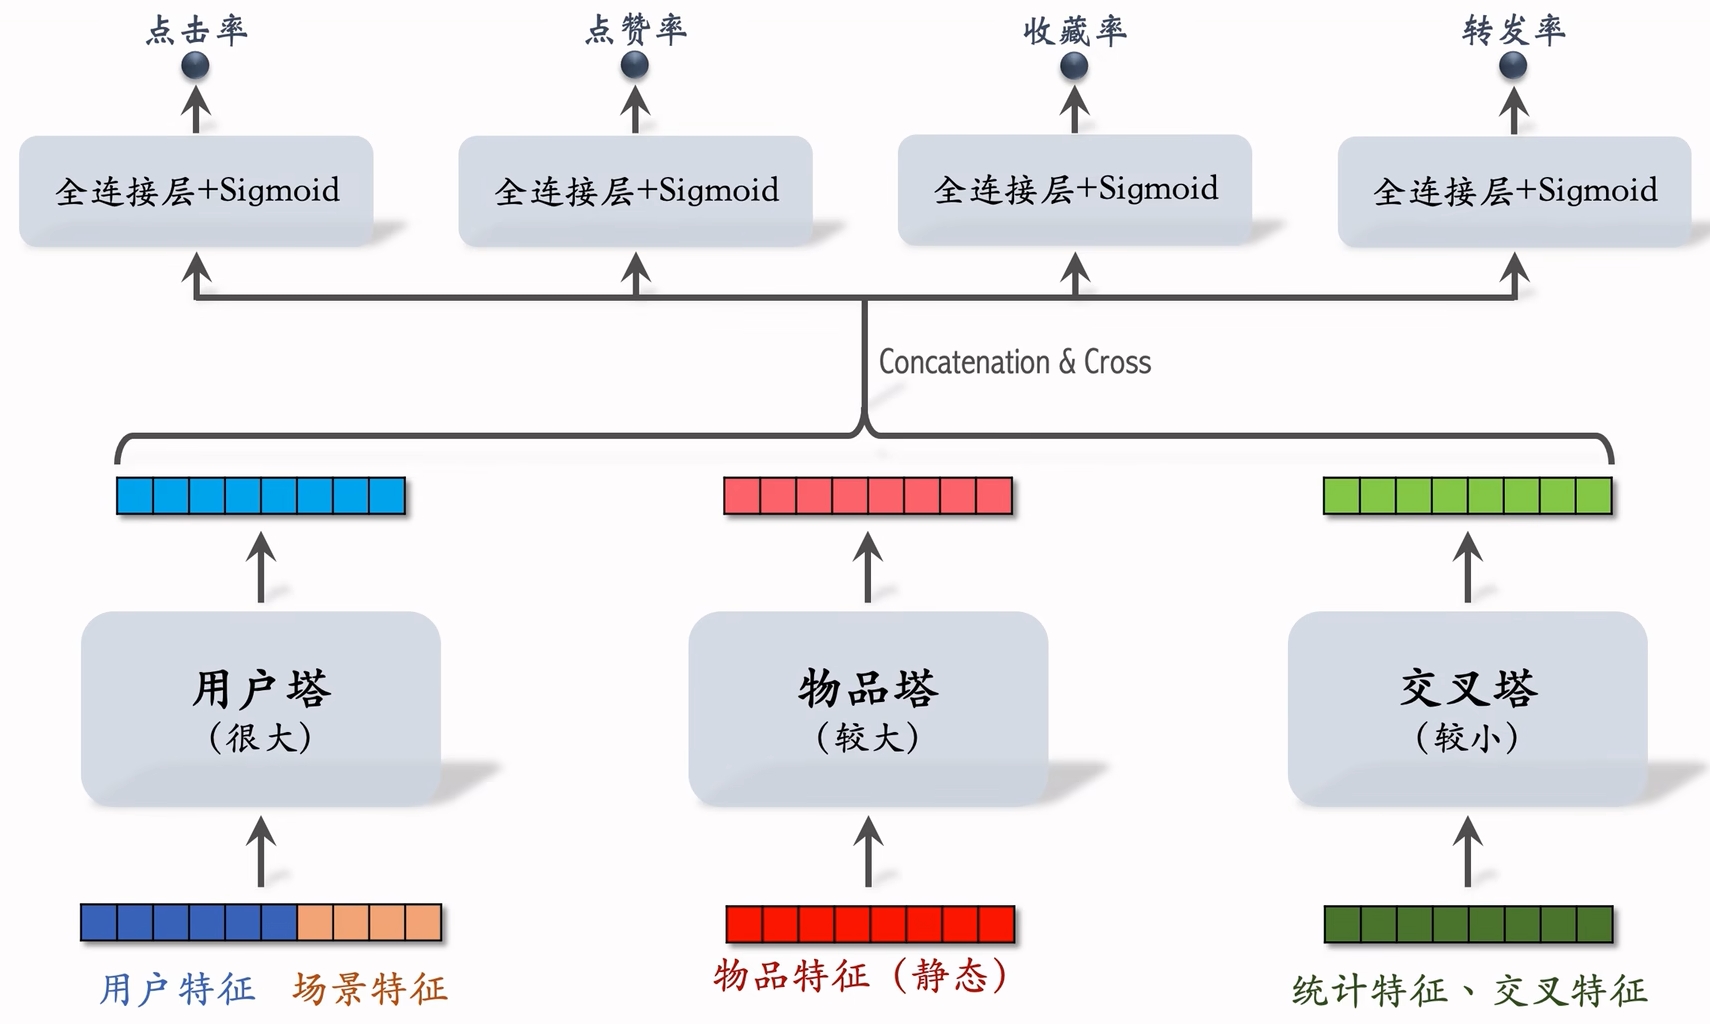 点击率
点赞率
收藏率
转发率
全连接层+Sigmoid
全连接层+Sigmoid
全连接层+Sigmoid
全连接层+Sigmoid
Concatenation & Cross
用户塔
(很大)
物品塔
(较大)
交叉塔
(较小)
用户特征
场景特征
物品特征（静态）
统计特征、交叉特征